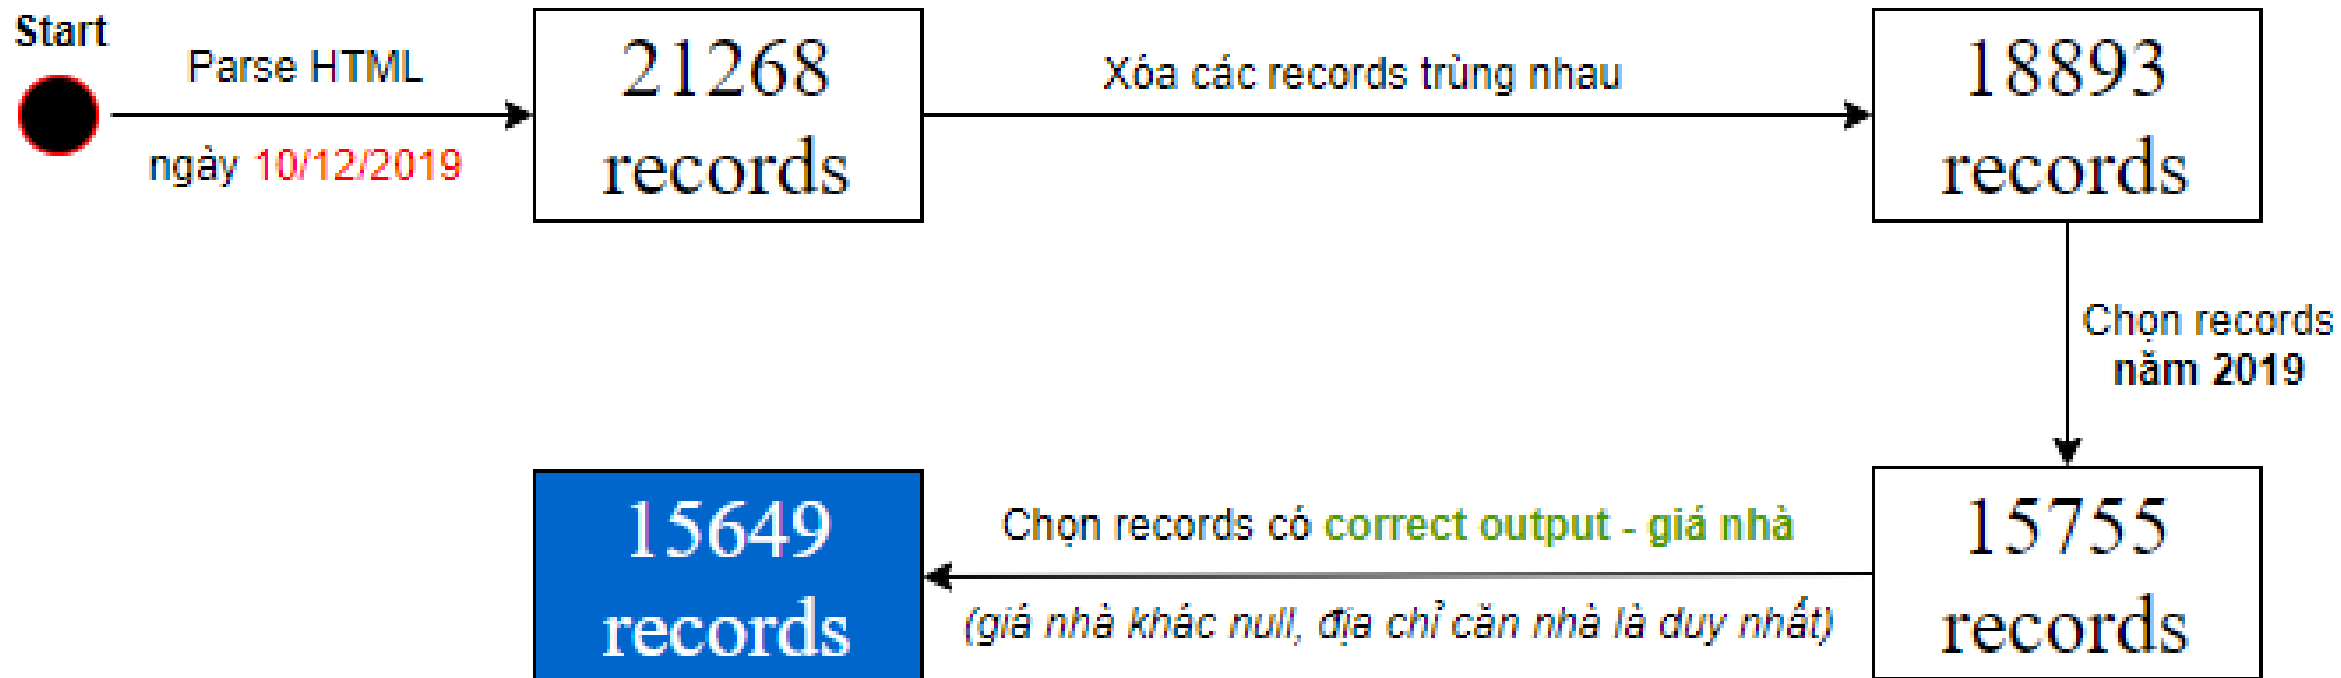 Start
Parse HTML
ngày 10/12/2019
21268
records
Xóa các records trùng nhau
18893
records
Chọn records
năm 2019
15755
records
Chọn records có correct output - giá nhà
(giá nhà khác null, địa chỉ căn nhà là duy nhất)
15649
records